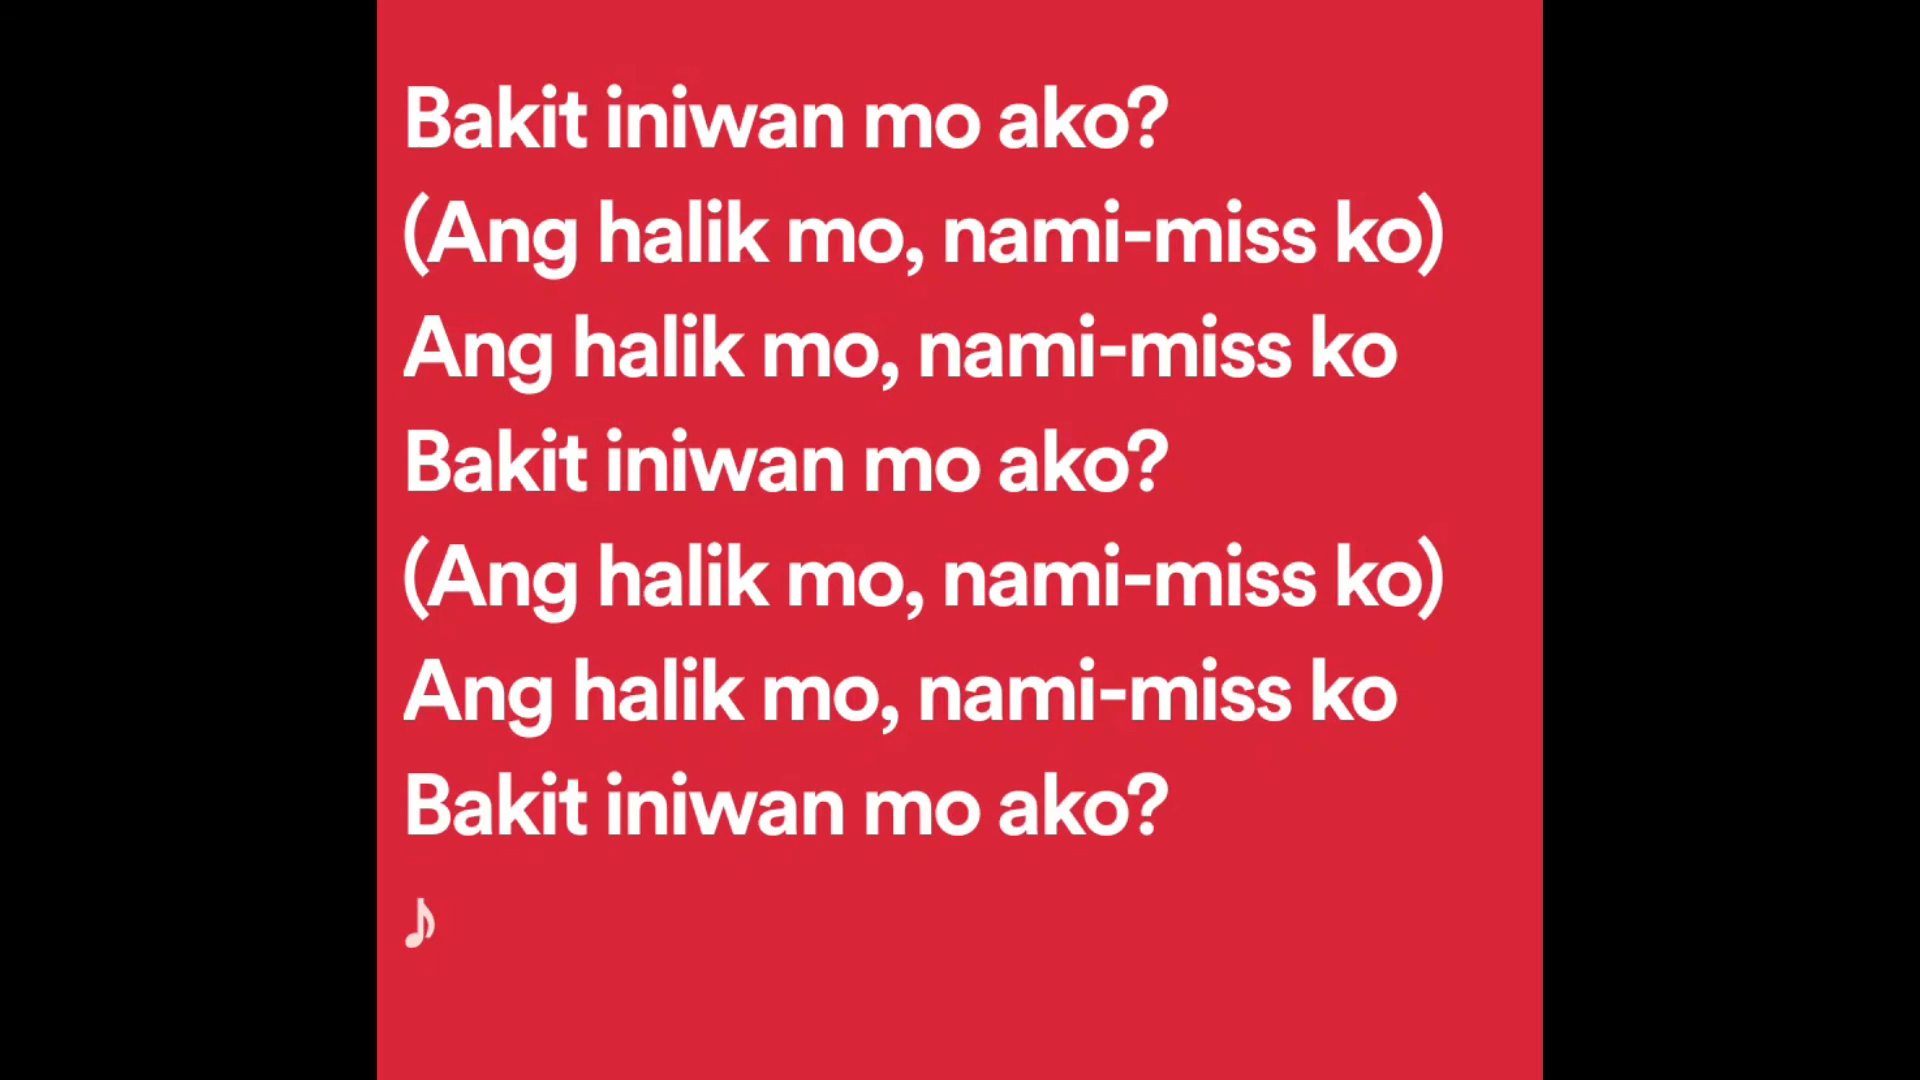 Bakit iniwan mo ako?
(Ang halik mo, nami-miss ko)
Ang halik mo, nami-miss ko
Bakit iniwan mo ako?
(Ang halik mo, nami-miss ko)
Ang halik mo, nami-miss ko
Bakit iniwan mo ako?
♪